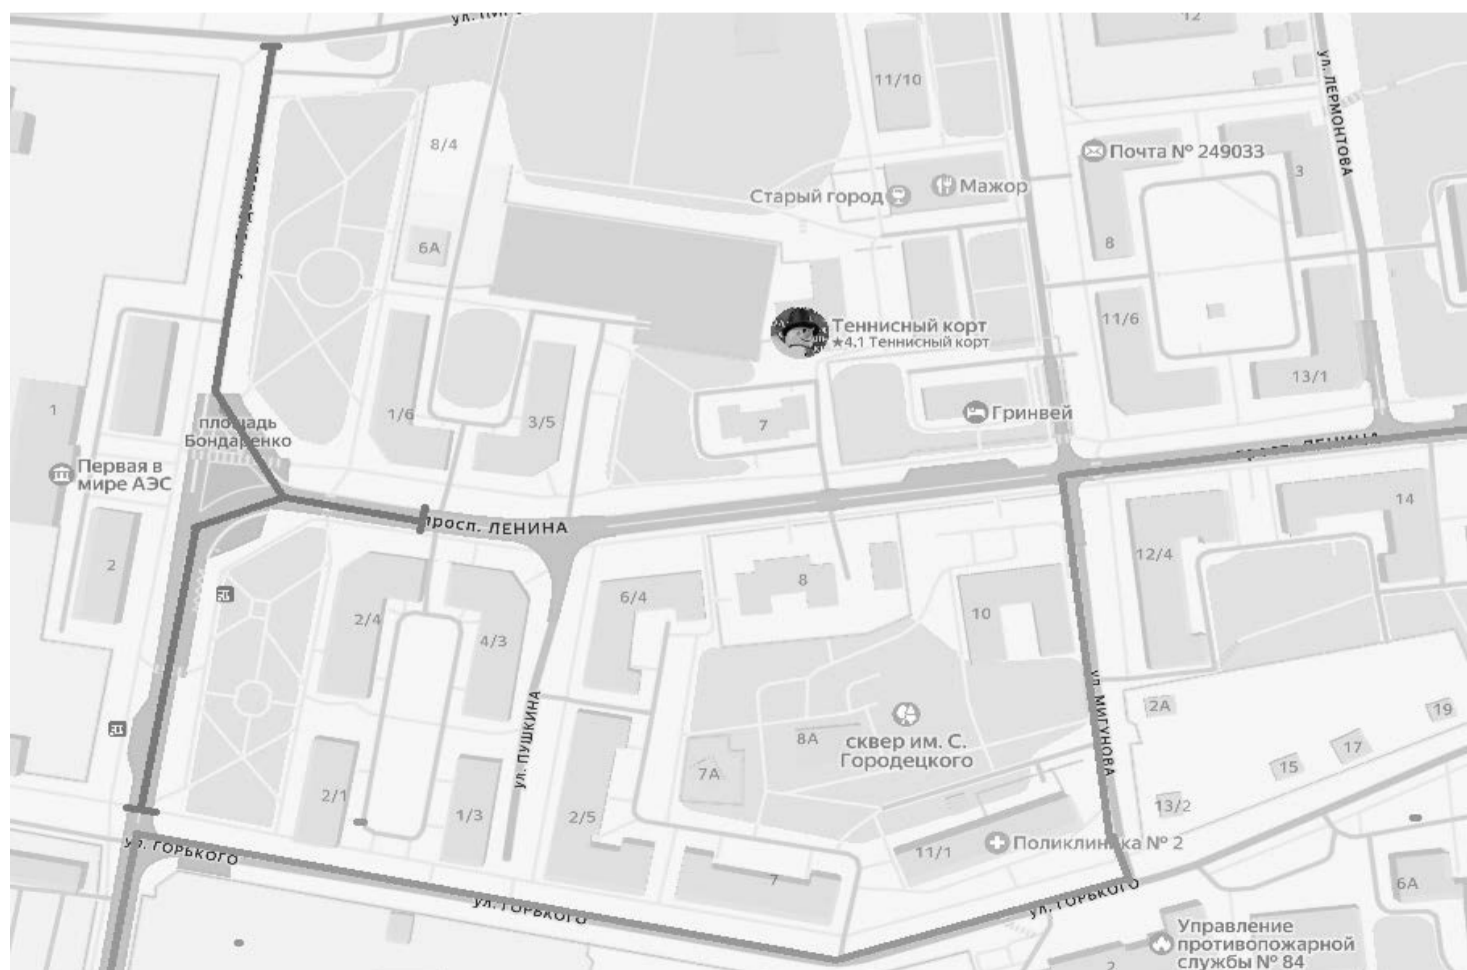 12
ул. ЛЕРМОНТОВА
11/10
8/4
Почта № 249033
3
Старый город
Мажор
6А
8
Теннисный корт
★4.1 Теннисный корт
11/6
13/1
1
площадь
Бондаренко
1/6
3/5
7
Гринвей
просп. ЛЕНИНА
Первая в
мире АЭС
14
просп. ЛЕНИНА
2
12/4
8
6/4
10
2/4
4/3
ул. ПУШКИНА
ул. МИГУНОВА
2А
19
8А
сквер им. С.
Городецкого
17
7А
15
2/1
1/3
2/5
13/2
ул. ГОРЬКОГО
11/1
Поликлиника № 2
7
6А
ул. ГОРЬКОГО
ул. ГОРЬКОГО
Управление
противопожарной
службы № 84
2